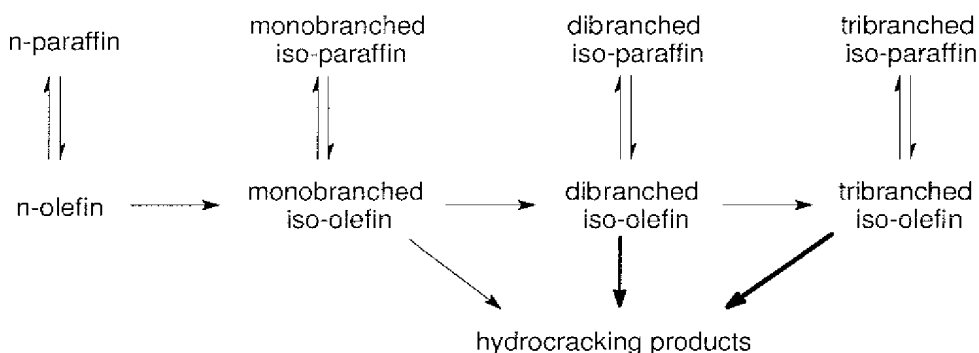 n-paraffin
monobranched
iso-paraffin
dibranched
iso-paraffin
tribranched
iso-paraffin
n-olefin
monobranched
iso-olefin
dibranched
iso-olefin
tribranched
iso-olefin
hydrocracking products